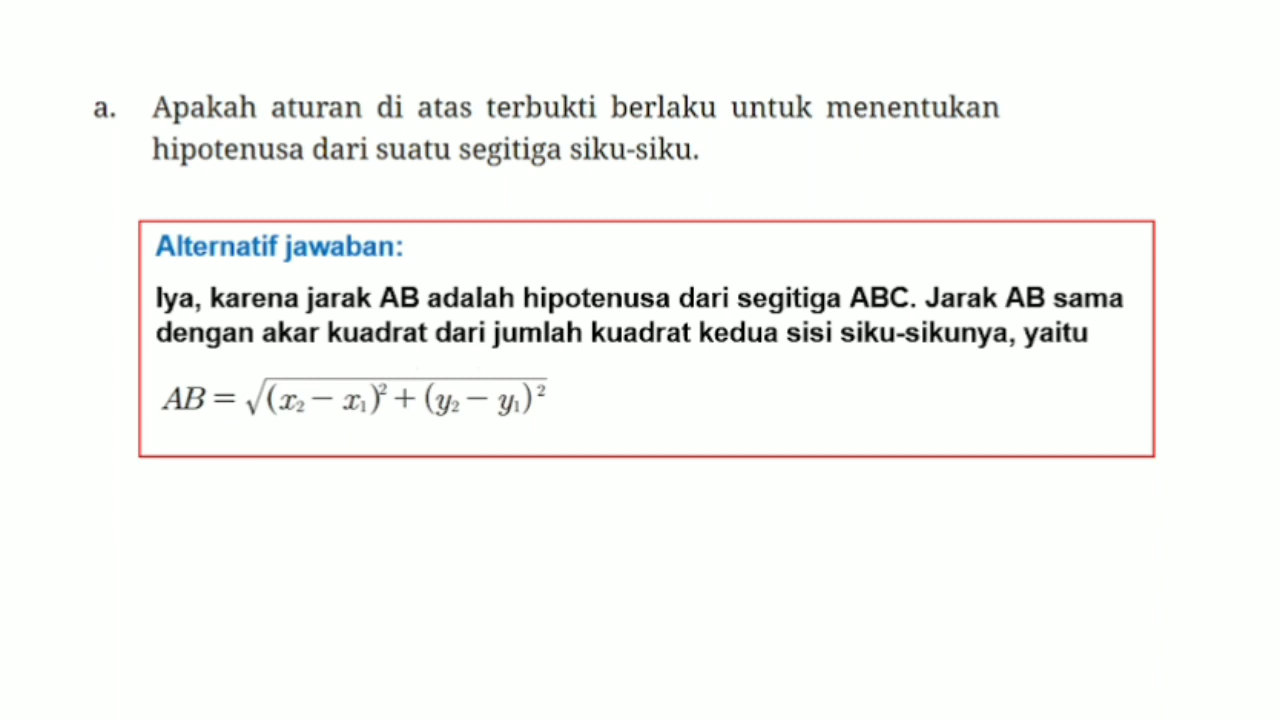 a. Apakah aturan di atas terbukti berlaku untuk menentukan
hipotenusa dari suatu segitiga siku-siku.
Alternatif jawaban:
Iya, karena jarak AB adalah hipotenusa dari segitiga ABC. Jarak AB sama
dengan akar kuadrat dari jumlah kuadrat kedua sisi siku-sikunya, yaitu
AB = √(x₂ − x₁)² + (y₂ − y₁)²